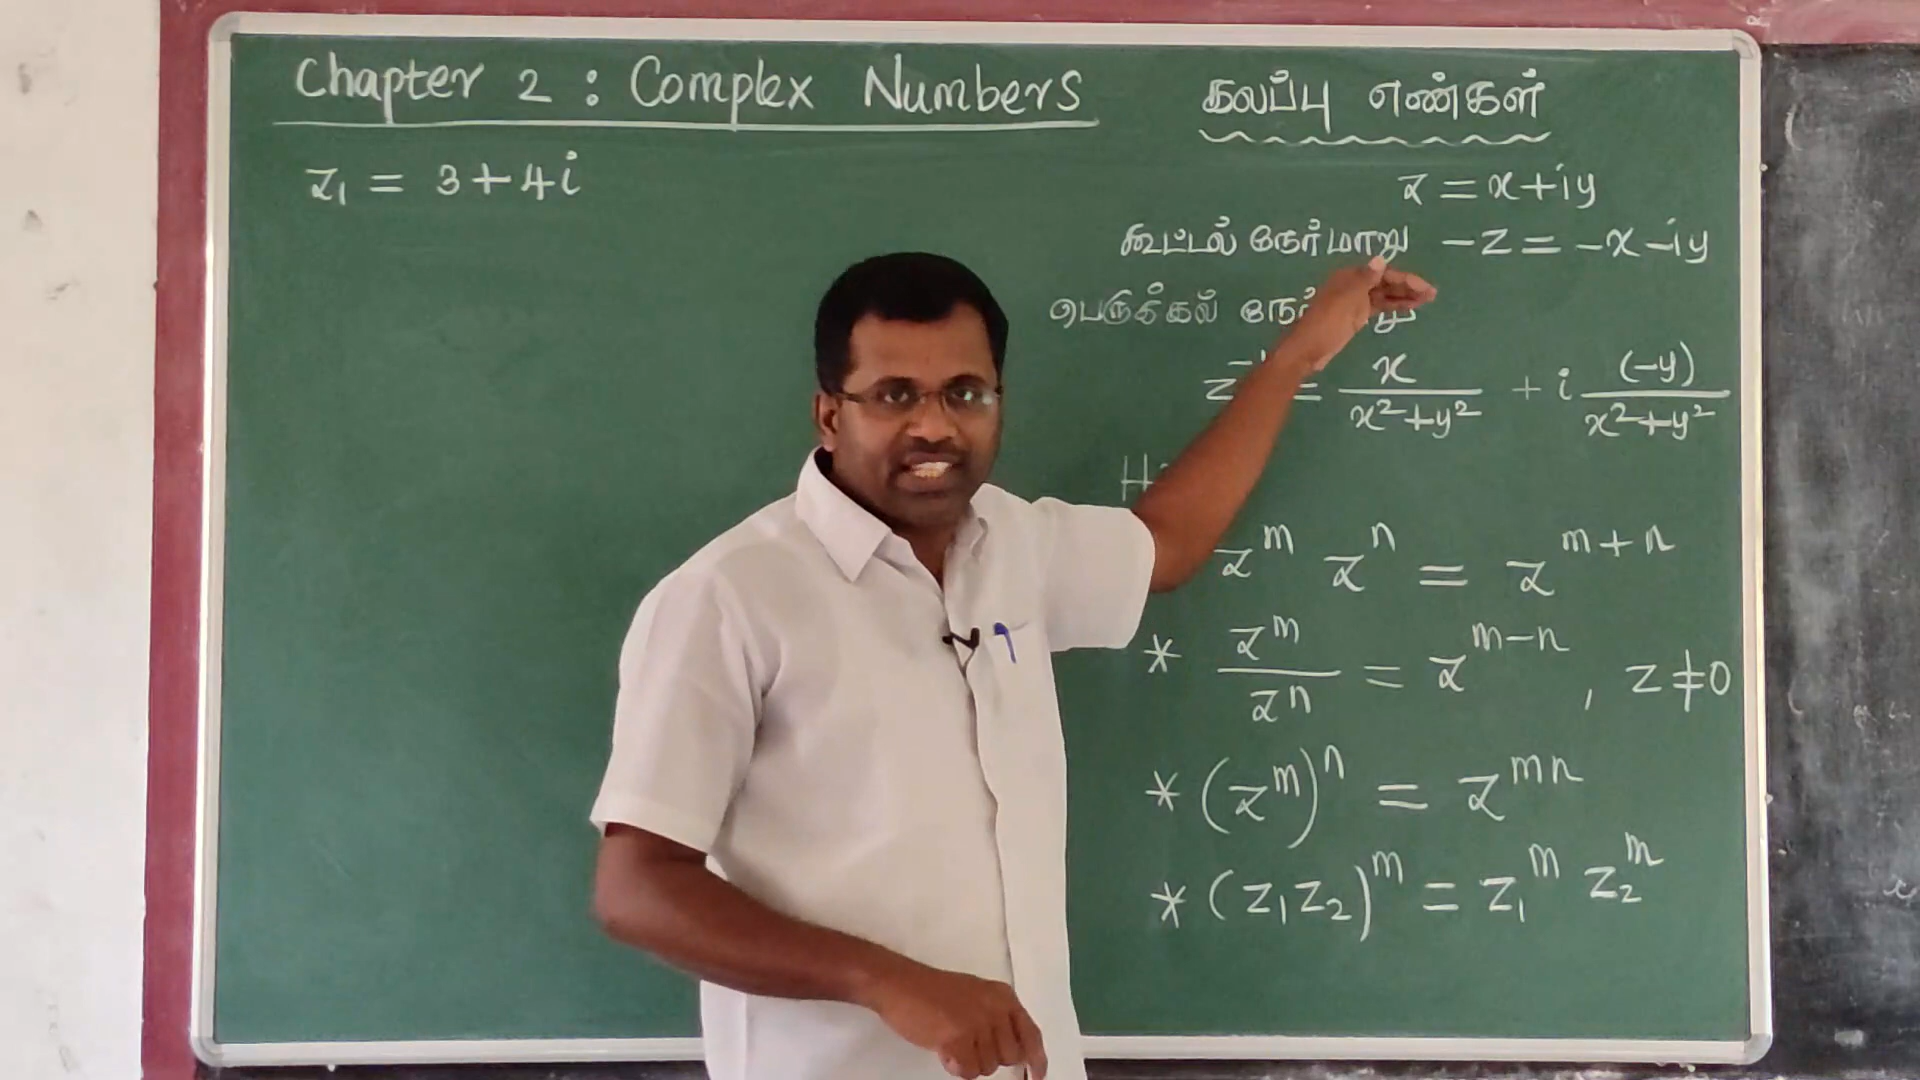 Chapter 2 : Complex Numbers
z₁ = 3+4i
கலப்பு எண்கள்
z = x+iy
கூட்டல் நேர்மாறு -z = -x-iy
பெருக்கல்
z⁻¹ = x/(x²+y²) + i (-y)/(x²+y²)
zᵐ zⁿ = zᵐ⁺ⁿ
* zᵐ/zⁿ = zᵐ⁻ⁿ , z≠0
* (zᵐ)ⁿ = zᵐⁿ
* (z₁z₂)ᵐ = z₁ᵐ z₂ᵐ